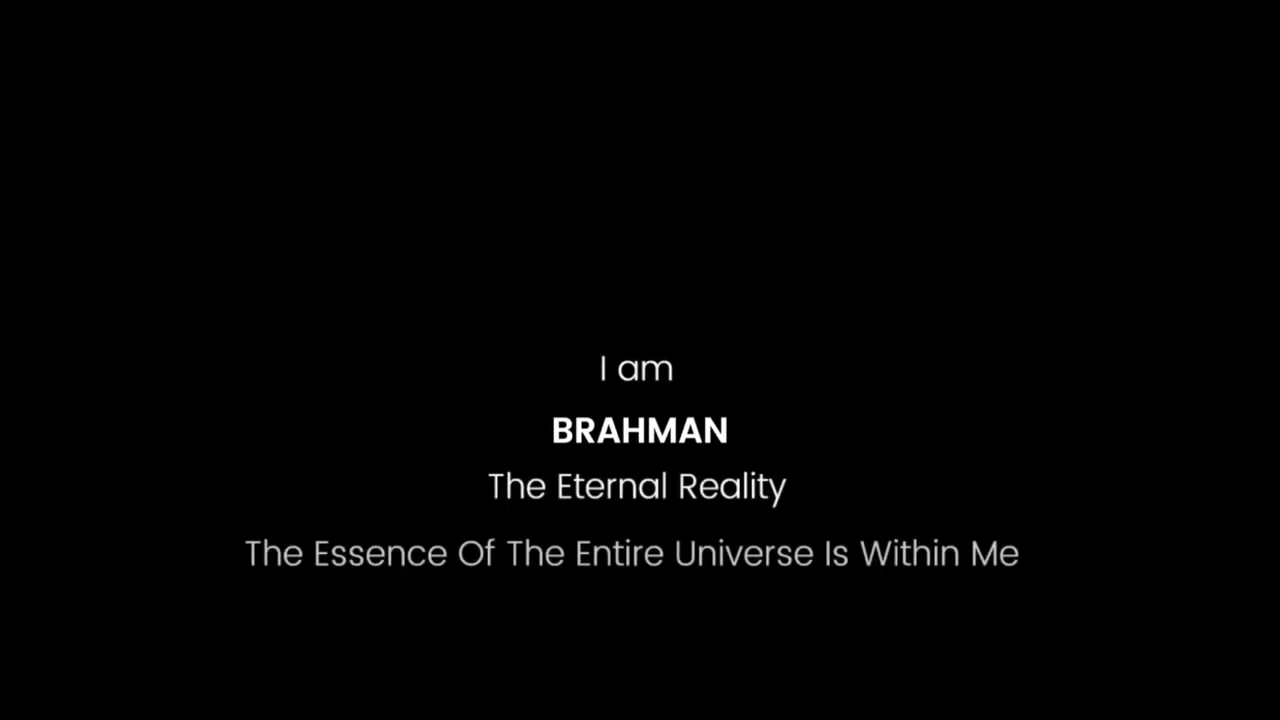 I am
BRAHMAN
The Eternal Reality
The Essence Of The Entire Universe Is Within Me